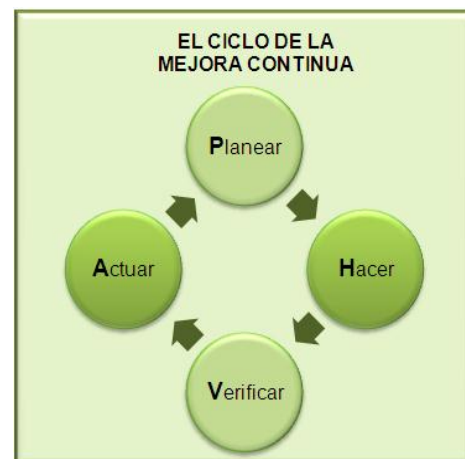 EL CICLO DE LA
MEJORA CONTINUA
Planear
Hacer
Verificar
Actuar